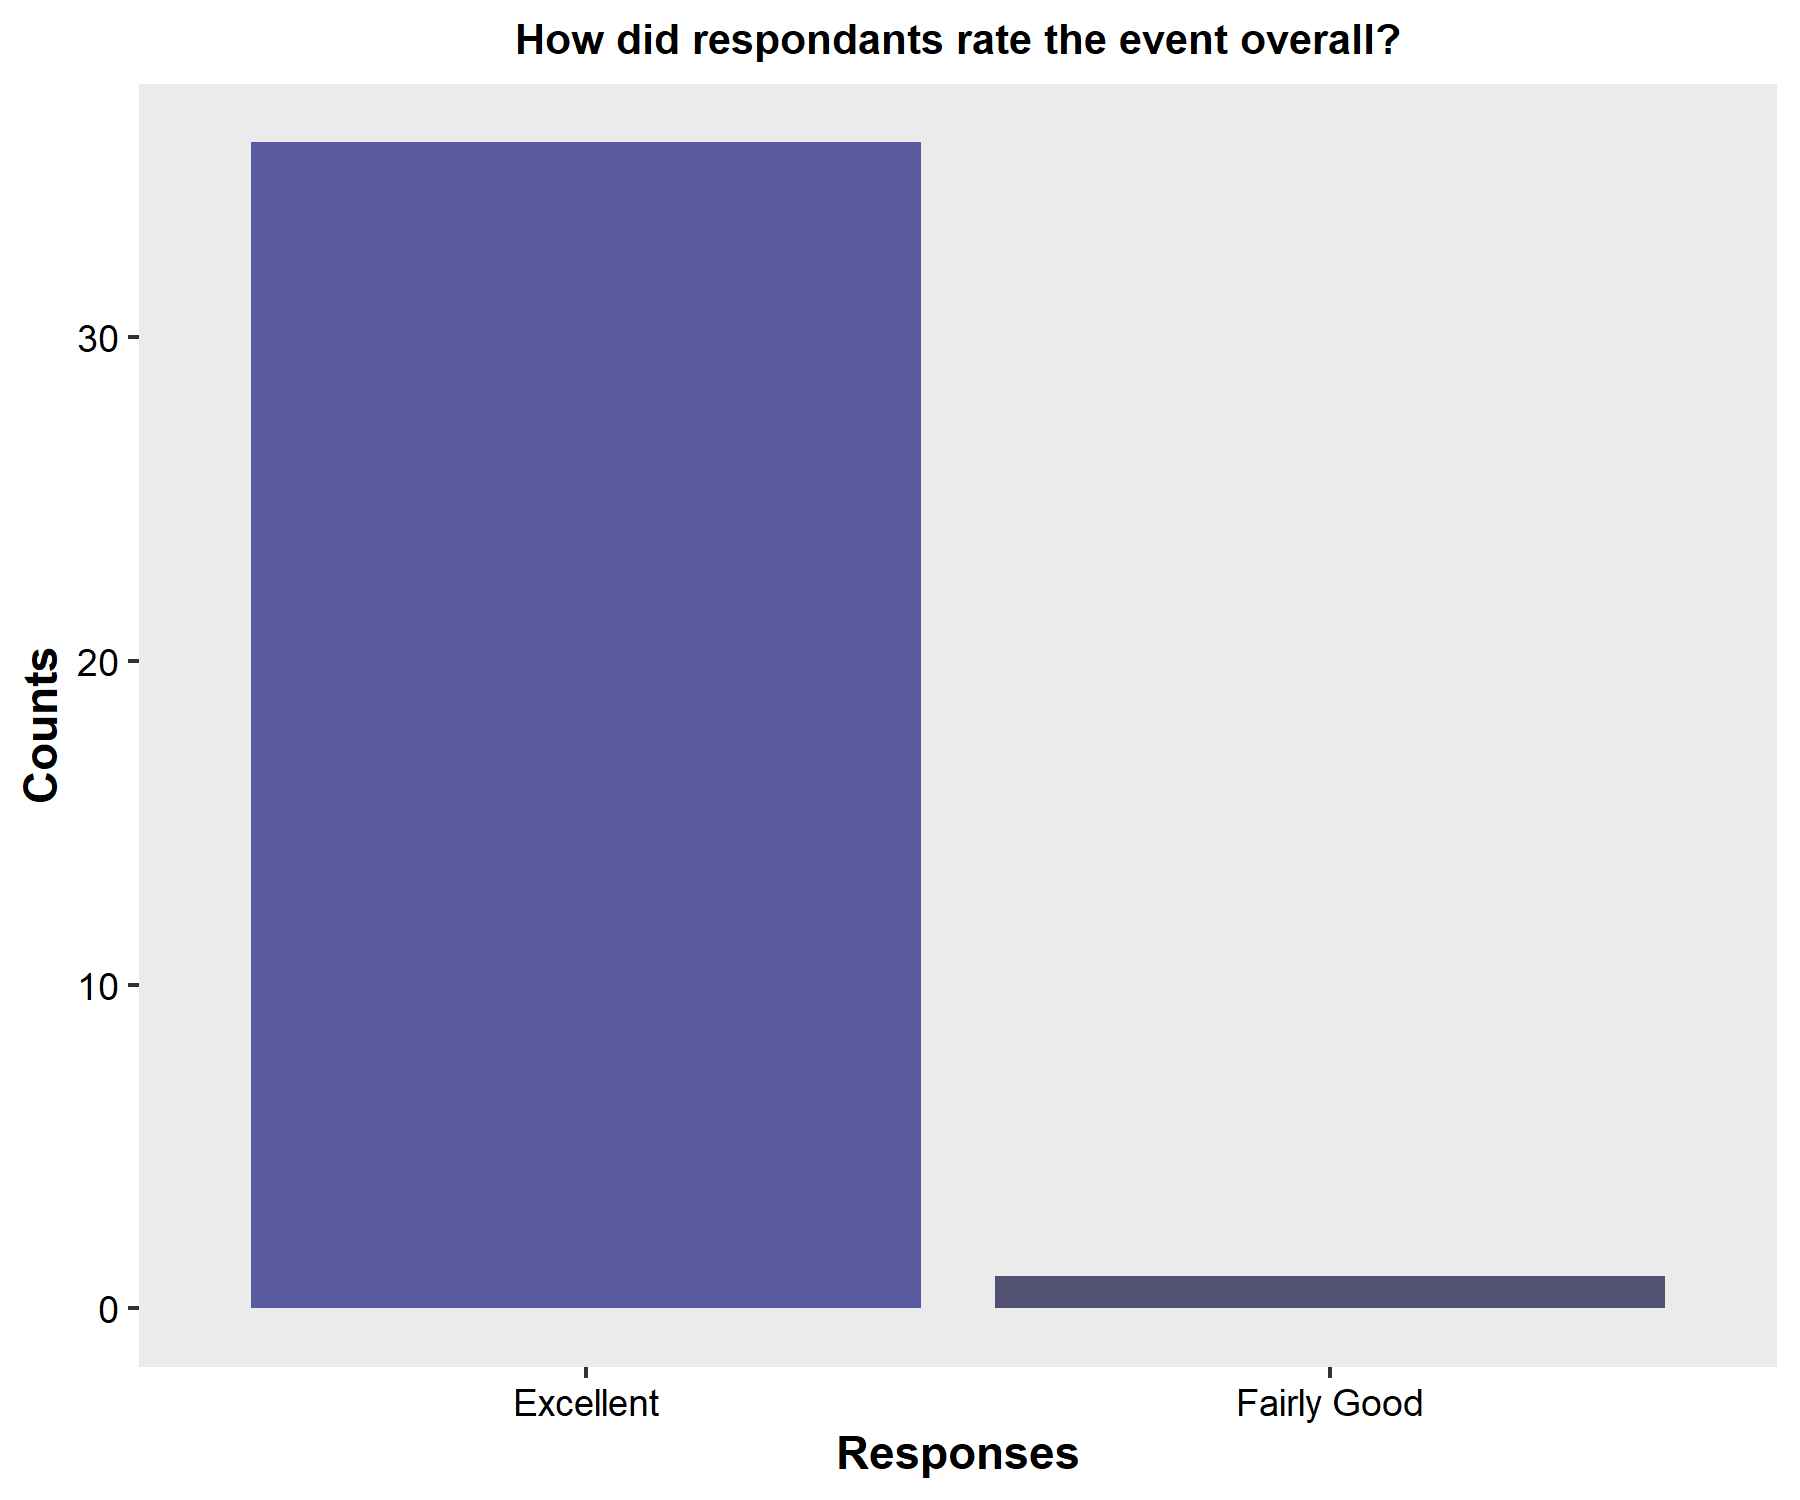 How did respondants rate the event overall?
Counts
30
20
10
0
Excellent
Fairly Good
Responses